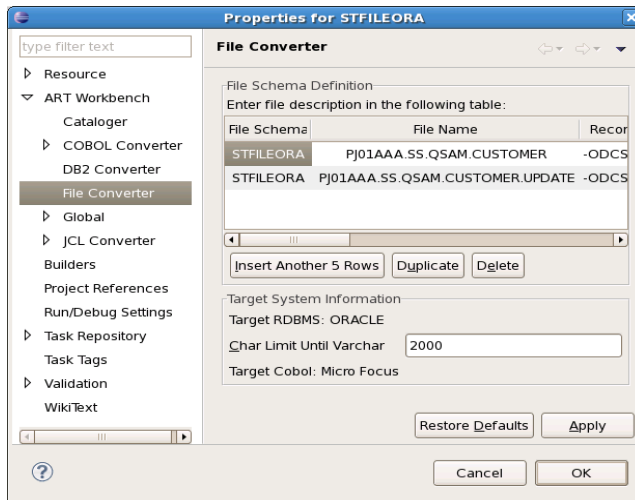 Properties for STFILEORA
type filter text
Resource
ART Workbench
Cataloger
COBOL Converter
DB2 Converter
File Converter
Global
JCL Converter
Builders
Project References
Run/Debug Settings
Task Repository
Task Tags
Validation
WikiText
File Converter
File Schema Definition
Enter file description in the following table:
File Schema File Name Recor
STFILEORA PJ01AAA.SS.QSAM.CUSTOMER -ODCS
STFILEORA PJ01AAA.SS.QSAM.CUSTOMER.UPDATE -ODCS
Insert Another 5 Rows Duplicate Delete
Target System Information
Target RDBMS: ORACLE
Char Limit Until Varchar 2000
Target Cobol: Micro Focus
Restore Defaults Apply
? Cancel OK